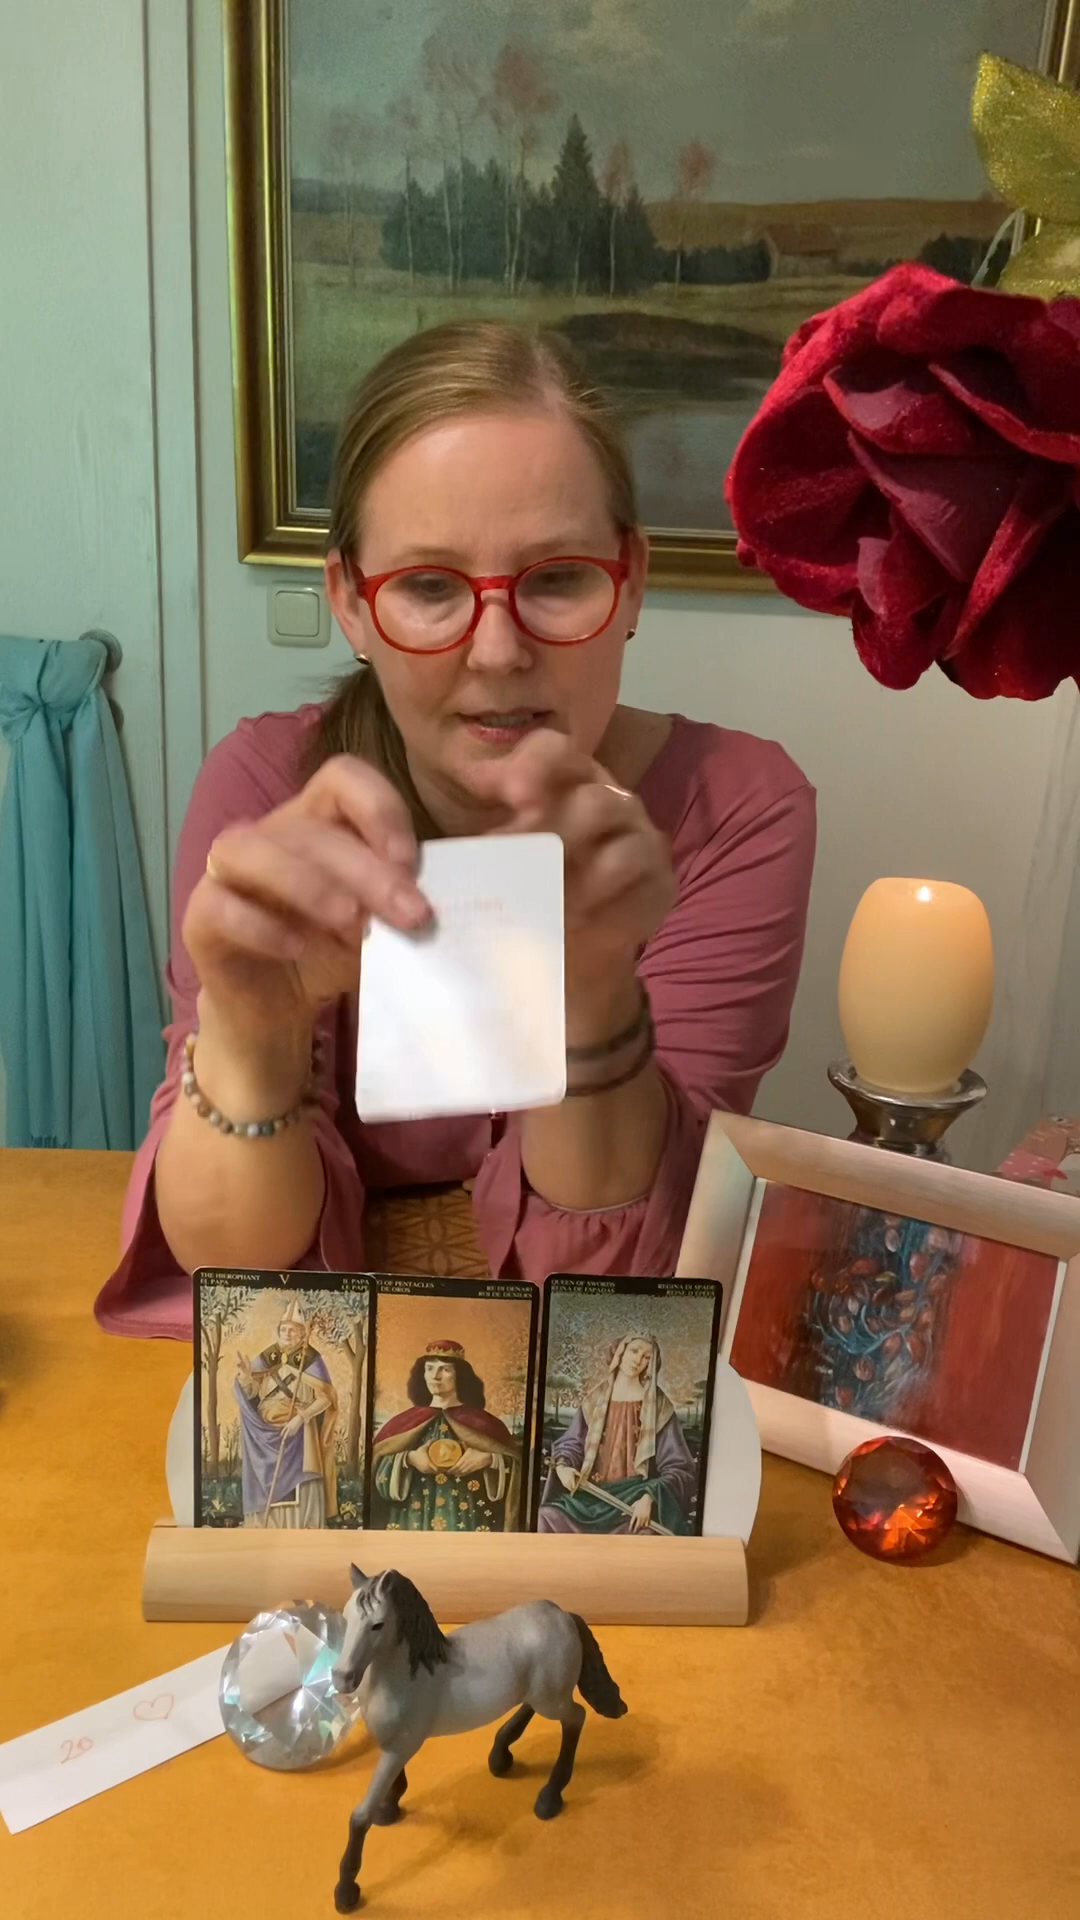 THE HIEROPHANT V IL PAPA
EL PAPA LE PAPE
OF PENTACLES RE DI DENARI
DE OROS ROI DE DENIERS
QUEEN OF SWORDS REGINA DI SPADE
REINA DE ESPADAS REINE D'EPEES
20